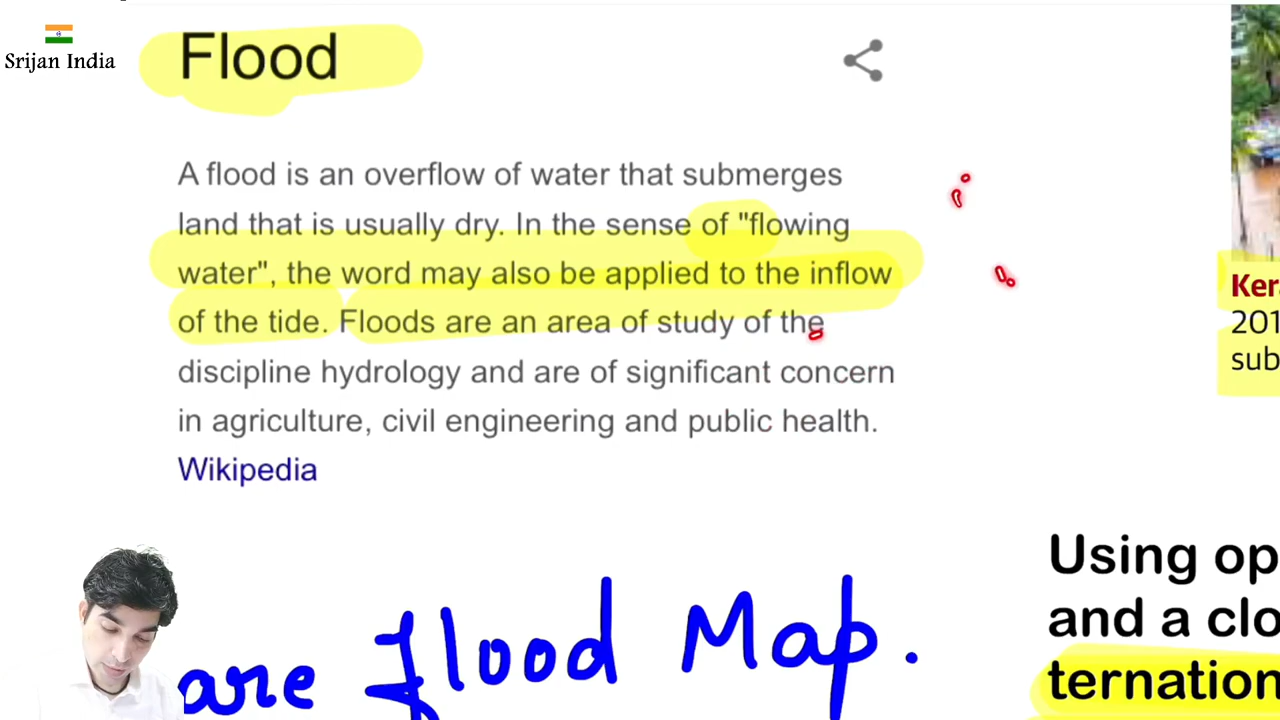 Srijan India
Flood
A flood is an overflow of water that submerges
land that is usually dry. In the sense of "flowing
water", the word may also be applied to the inflow
of the tide. Floods are an area of study of the
discipline hydrology and are of significant concern
in agriculture, civil engineering and public health.
Wikipedia
are Flood Map.
Ker
201
sub
Using op
and a clo
ternation